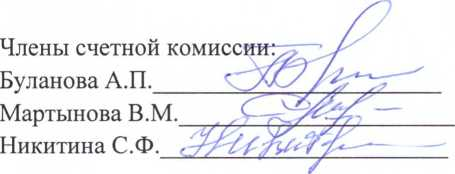 Члены счетной комиссии:
Буланова А.П.
Мартынова В.М.
Никитина С.Ф.